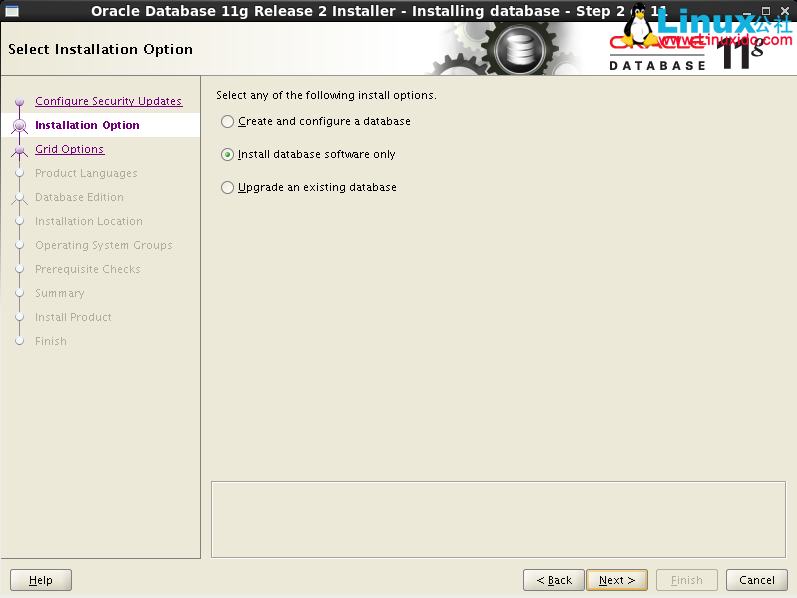 Oracle Database 11g Release 2 Installer - Installing database - Step 2 of 11
Select Installation Option
Linux公社
www.Linuxidc.com
ORACLE
DATABASE 11g
Configure Security Updates
Installation Option
Grid Options
Product Languages
Database Edition
Installation Location
Operating System Groups
Prerequisite Checks
Summary
Install Product
Finish
Select any of the following install options.
Create and configure a database
Install database software only
Upgrade an existing database
Help
< Back
Next >
Finish
Cancel